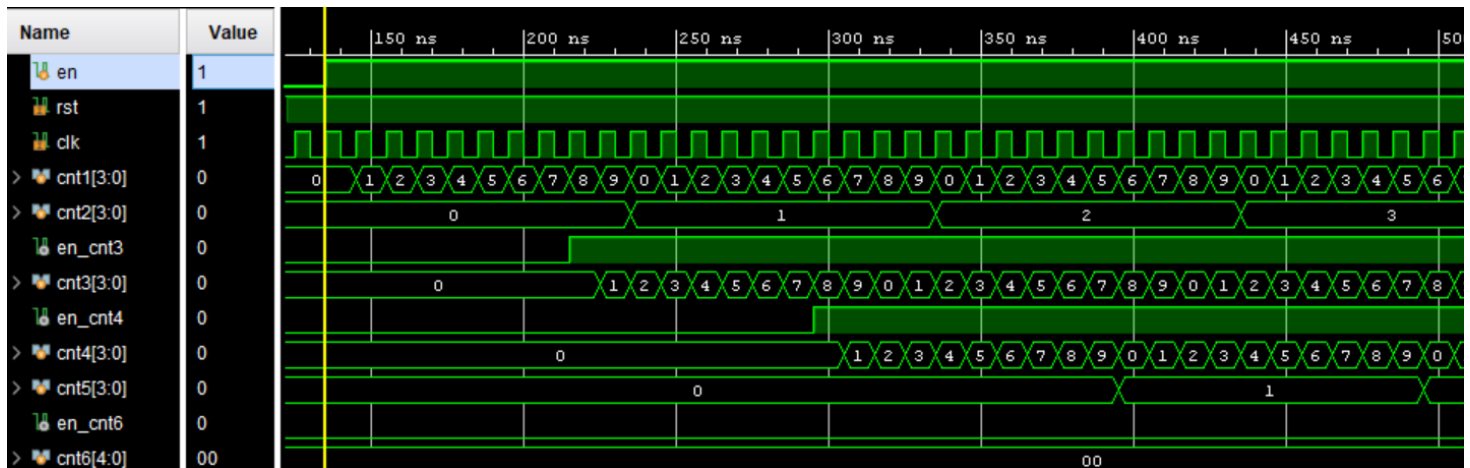 Name Value 150 ns 200 ns 250 ns 300 ns 350 ns 400 ns 450 ns 50
en 1
rst 1
clk 1
cnt1[3:0] 0 0 1 2 3 4 5 6 7 8 9 0 1 2 3 4 5 6 7 8 9 0 1 2 3 4 5 6 7 8 9 0 1 2 3 4 5 6
cnt2[3:0] 0 0 1 2 3
en_cnt3 0
cnt3[3:0] 0 0 1 2 3 4 5 6 7 8 9 0 1 2 3 4 5 6 7 8 9 0 1 2 3 4 5 6 7 8
en_cnt4 0
cnt4[3:0] 0 0 1 2 3 4 5 6 7 8 9 0 1 2 3 4 5 6 7 8 9 0
cnt5[3:0] 0 0 1
en_cnt6 0
cnt6[4:0] 00 00